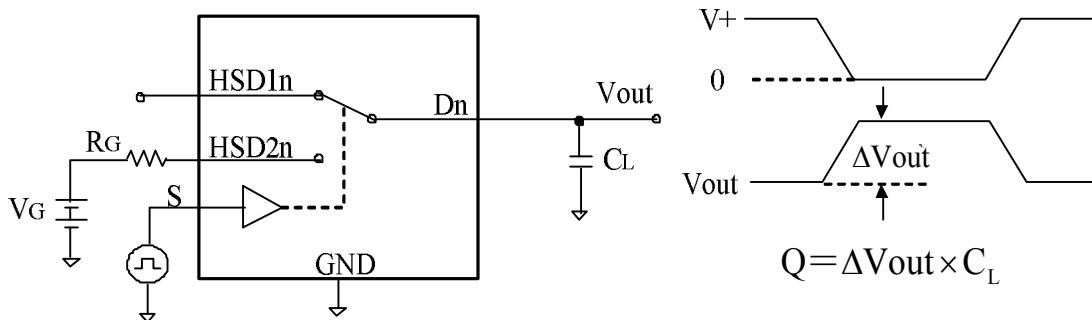 HSD1n
Dn
Vout
RG
HSD2n
CL
VG
S
GND
V+
0
ΔVout
Vout
Q=ΔVout×CL